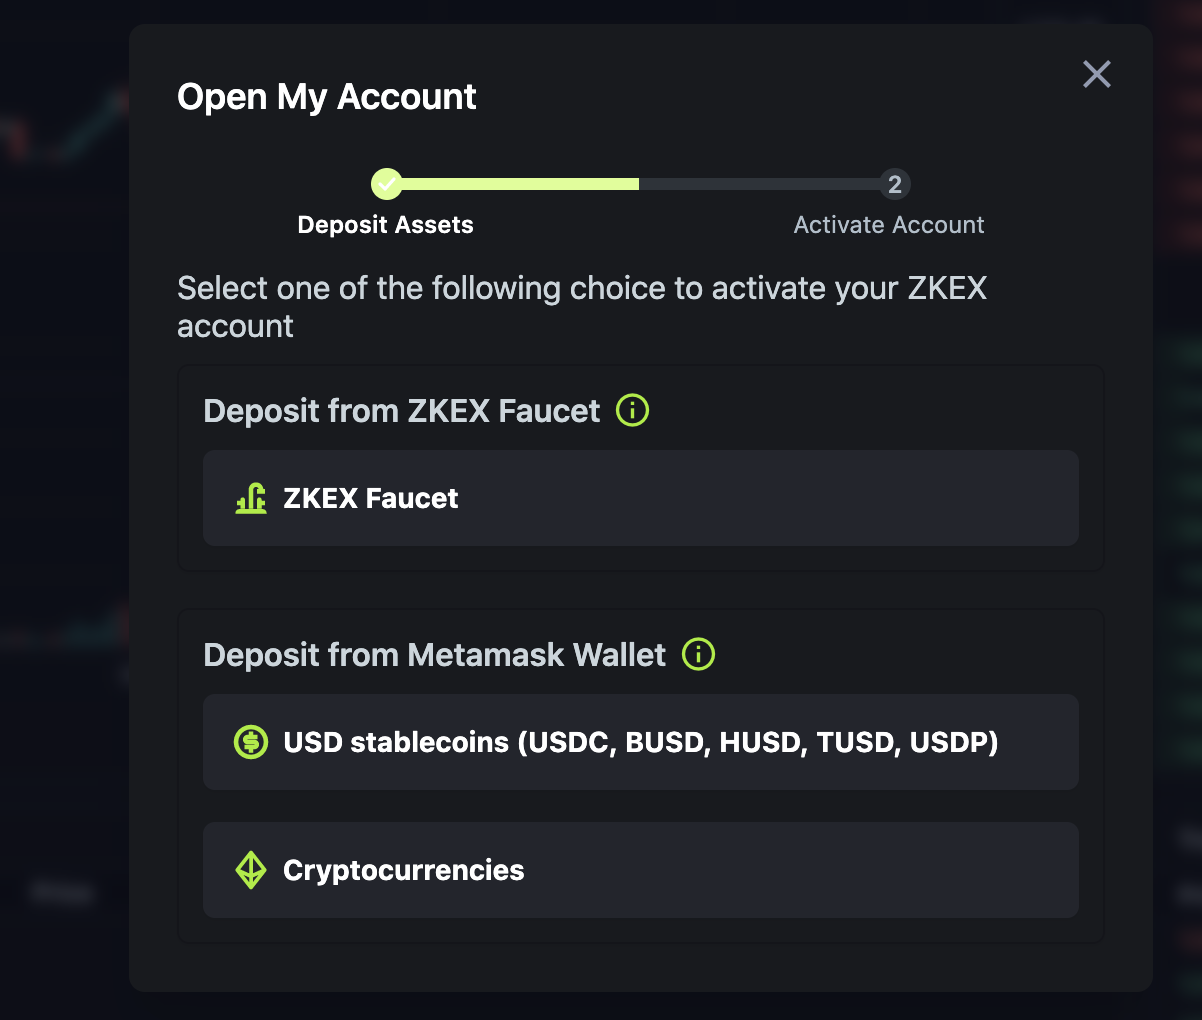 Open My Account
2
Deposit Assets
Activate Account
Select one of the following choice to activate your ZKEX
account
Deposit from ZKEX Faucet
ZKEX Faucet
Deposit from Metamask Wallet
USD stablecoins (USDC, BUSD, HUSD, TUSD, USDP)
Cryptocurrencies